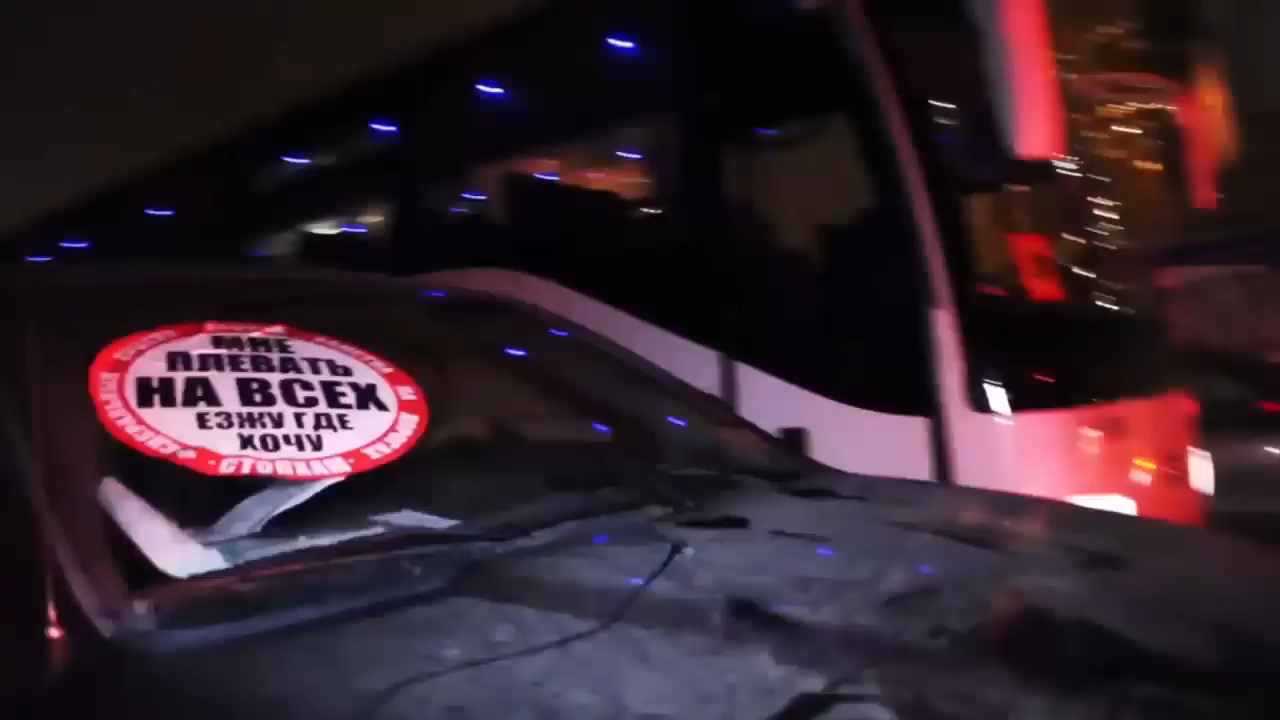 МНЕ
ПЛЕВАТЬ
НА ВСЕХ
ЕЗЖУ ГДЕ
ХОЧУ
СТОПХАМ